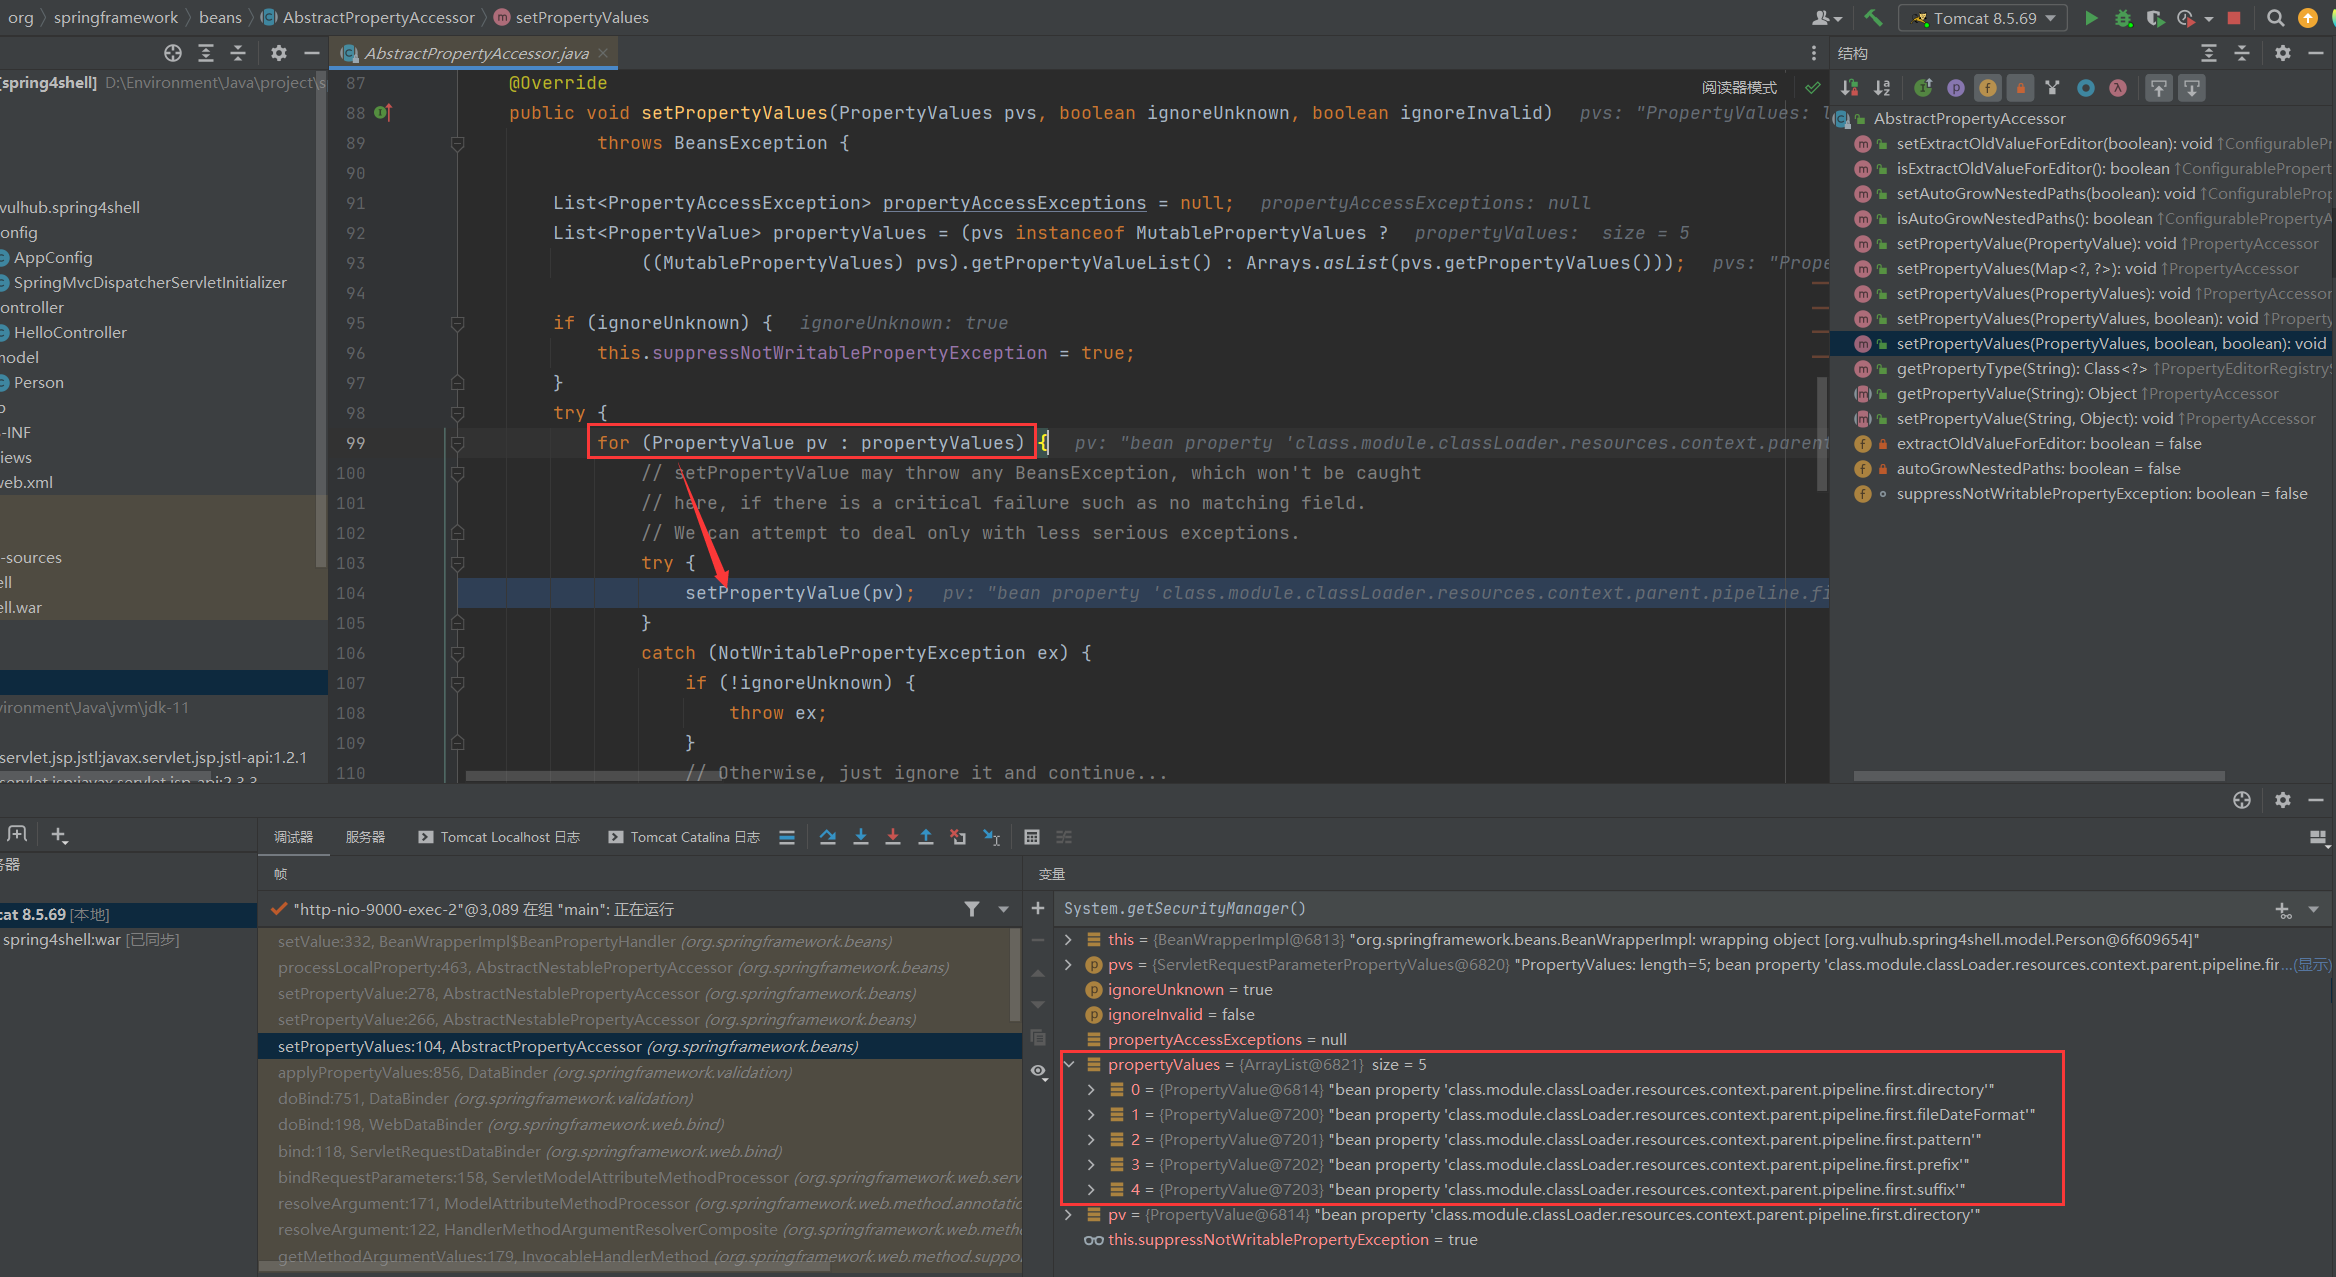 org
springframework
beans
AbstractPropertyAccessor
setPropertyValues
Tomcat 8.5.69
[spring4shell] D:\Environment\Java\project\s
vulhub.spring4shell
onfig
AppConfig
SpringMvcDispatcherServletInitializer
ontroller
HelloController
model
Person
p
-INF
iews
web.xml
-sources
ell
ell.war
vironment\Java\jvm\jdk-11
servlet.jsp.jstl:javax.servlet.jsp.jstl-api:1.2.1
servlet.jsp:javax.servlet.jsp-api:2.3.3
AbstractPropertyAccessor.java
阅读器模式
87 @Override
88 public void setPropertyValues(PropertyValues pvs, boolean ignoreUnknown, boolean ignoreInvalid) pvs: "PropertyValues: l
89 throws BeansException {
90
91 List<PropertyAccessException> propertyAccessExceptions = null; propertyAccessExceptions: null
92 List<PropertyValue> propertyValues = (pvs instanceof MutablePropertyValues ? propertyValues: size = 5
93 ((MutablePropertyValues) pvs).getPropertyValueList() : Arrays.asList(pvs.getPropertyValues())); pvs: "Prope
94
95 if (ignoreUnknown) { ignoreUnknown: true
96 this.suppressNotWritablePropertyException = true;
97 }
98 try {
99 for (PropertyValue pv : propertyValues) { pv: "bean property 'class.module.classLoader.resources.context.parent
100 // setPropertyValue may throw any BeansException, which won't be caught
101 // here, if there is a critical failure such as no matching field.
102 // We can attempt to deal only with less serious exceptions.
103 try {
104 setPropertyValue(pv); pv: "bean property 'class.module.classLoader.resources.context.parent.pipeline.fi
105 }
106 catch (NotWritablePropertyException ex) {
107 if (!ignoreUnknown) {
108 throw ex;
109 }
110 // Otherwise, just ignore it and continue...
结构
AbstractPropertyAccessor
setExtractOldValueForEditor(boolean): void ↑ConfigurablePr
isExtractOldValueForEditor(): boolean ↑ConfigurablePropert
setAutoGrowNestedPaths(boolean): void ↑ConfigurableProp
isAutoGrowNestedPaths(): boolean ↑ConfigurablePropertyA
setPropertyValue(PropertyValue): void ↑PropertyAccessor
setPropertyValues(Map<?, ?>): void ↑PropertyAccessor
setPropertyValues(PropertyValues): void ↑PropertyAccessor
setPropertyValues(PropertyValues, boolean): void ↑Property
setPropertyValues(PropertyValues, boolean, boolean): void
getPropertyType(String): Class<?> ↑PropertyEditorRegistryS
getPropertyValue(String): Object ↑PropertyAccessor
setPropertyValue(String, Object): void ↑PropertyAccessor
extractOldValueForEditor: boolean = false
autoGrowNestedPaths: boolean = false
suppressNotWritablePropertyException: boolean = false
务器
cat 8.5.69 [本地]
spring4shell:war [已同步]
调试器
服务器
Tomcat Localhost 日志
Tomcat Catalina 日志
帧
"http-nio-9000-exec-2"@3,089 在组 "main": 正在运行
setValue:332, BeanWrapperImpl$BeanPropertyHandler (org.springframework.beans)
processLocalProperty:463, AbstractNestablePropertyAccessor (org.springframework.beans)
setPropertyValue:278, AbstractNestablePropertyAccessor (org.springframework.beans)
setPropertyValue:266, AbstractNestablePropertyAccessor (org.springframework.beans)
setPropertyValues:104, AbstractPropertyAccessor (org.springframework.beans)
applyPropertyValues:856, DataBinder (org.springframework.validation)
doBind:751, DataBinder (org.springframework.validation)
doBind:198, WebDataBinder (org.springframework.web.bind)
bind:118, ServletRequestDataBinder (org.springframework.web.bind)
bindRequestParameters:158, ServletModelAttributeMethodProcessor (org.springframework.web.serv
resolveArgument:171, ModelAttributeMethodProcessor (org.springframework.web.method.annotatio
resolveArgument:122, HandlerMethodArgumentResolverComposite (org.springframework.web.metho
getMethodArgumentValues:179, InvocableHandlerMethod (org.springframework.web.method.suppo
变量
System.getSecurityManager()
this = {BeanWrapperImpl@6813} "org.springframework.beans.BeanWrapperImpl: wrapping object [org.vulhub.spring4shell.model.Person@6f609654]"
pvs = {ServletRequestParameterPropertyValues@6820} "PropertyValues: length=5; bean property 'class.module.classLoader.resources.context.parent.pipeline.fir ...(显示)
ignoreUnknown = true
ignoreInvalid = false
propertyAccessExceptions = null
propertyValues = {ArrayList@6821} size = 5
0 = {PropertyValue@6814} "bean property 'class.module.classLoader.resources.context.parent.pipeline.first.directory'"
1 = {PropertyValue@7200} "bean property 'class.module.classLoader.resources.context.parent.pipeline.first.fileDateFormat'"
2 = {PropertyValue@7201} "bean property 'class.module.classLoader.resources.context.parent.pipeline.first.pattern'"
3 = {PropertyValue@7202} "bean property 'class.module.classLoader.resources.context.parent.pipeline.first.prefix'"
4 = {PropertyValue@7203} "bean property 'class.module.classLoader.resources.context.parent.pipeline.first.suffix'"
pv = {PropertyValue@6814} "bean property 'class.module.classLoader.resources.context.parent.pipeline.first.directory'"
this.suppressNotWritablePropertyException = true